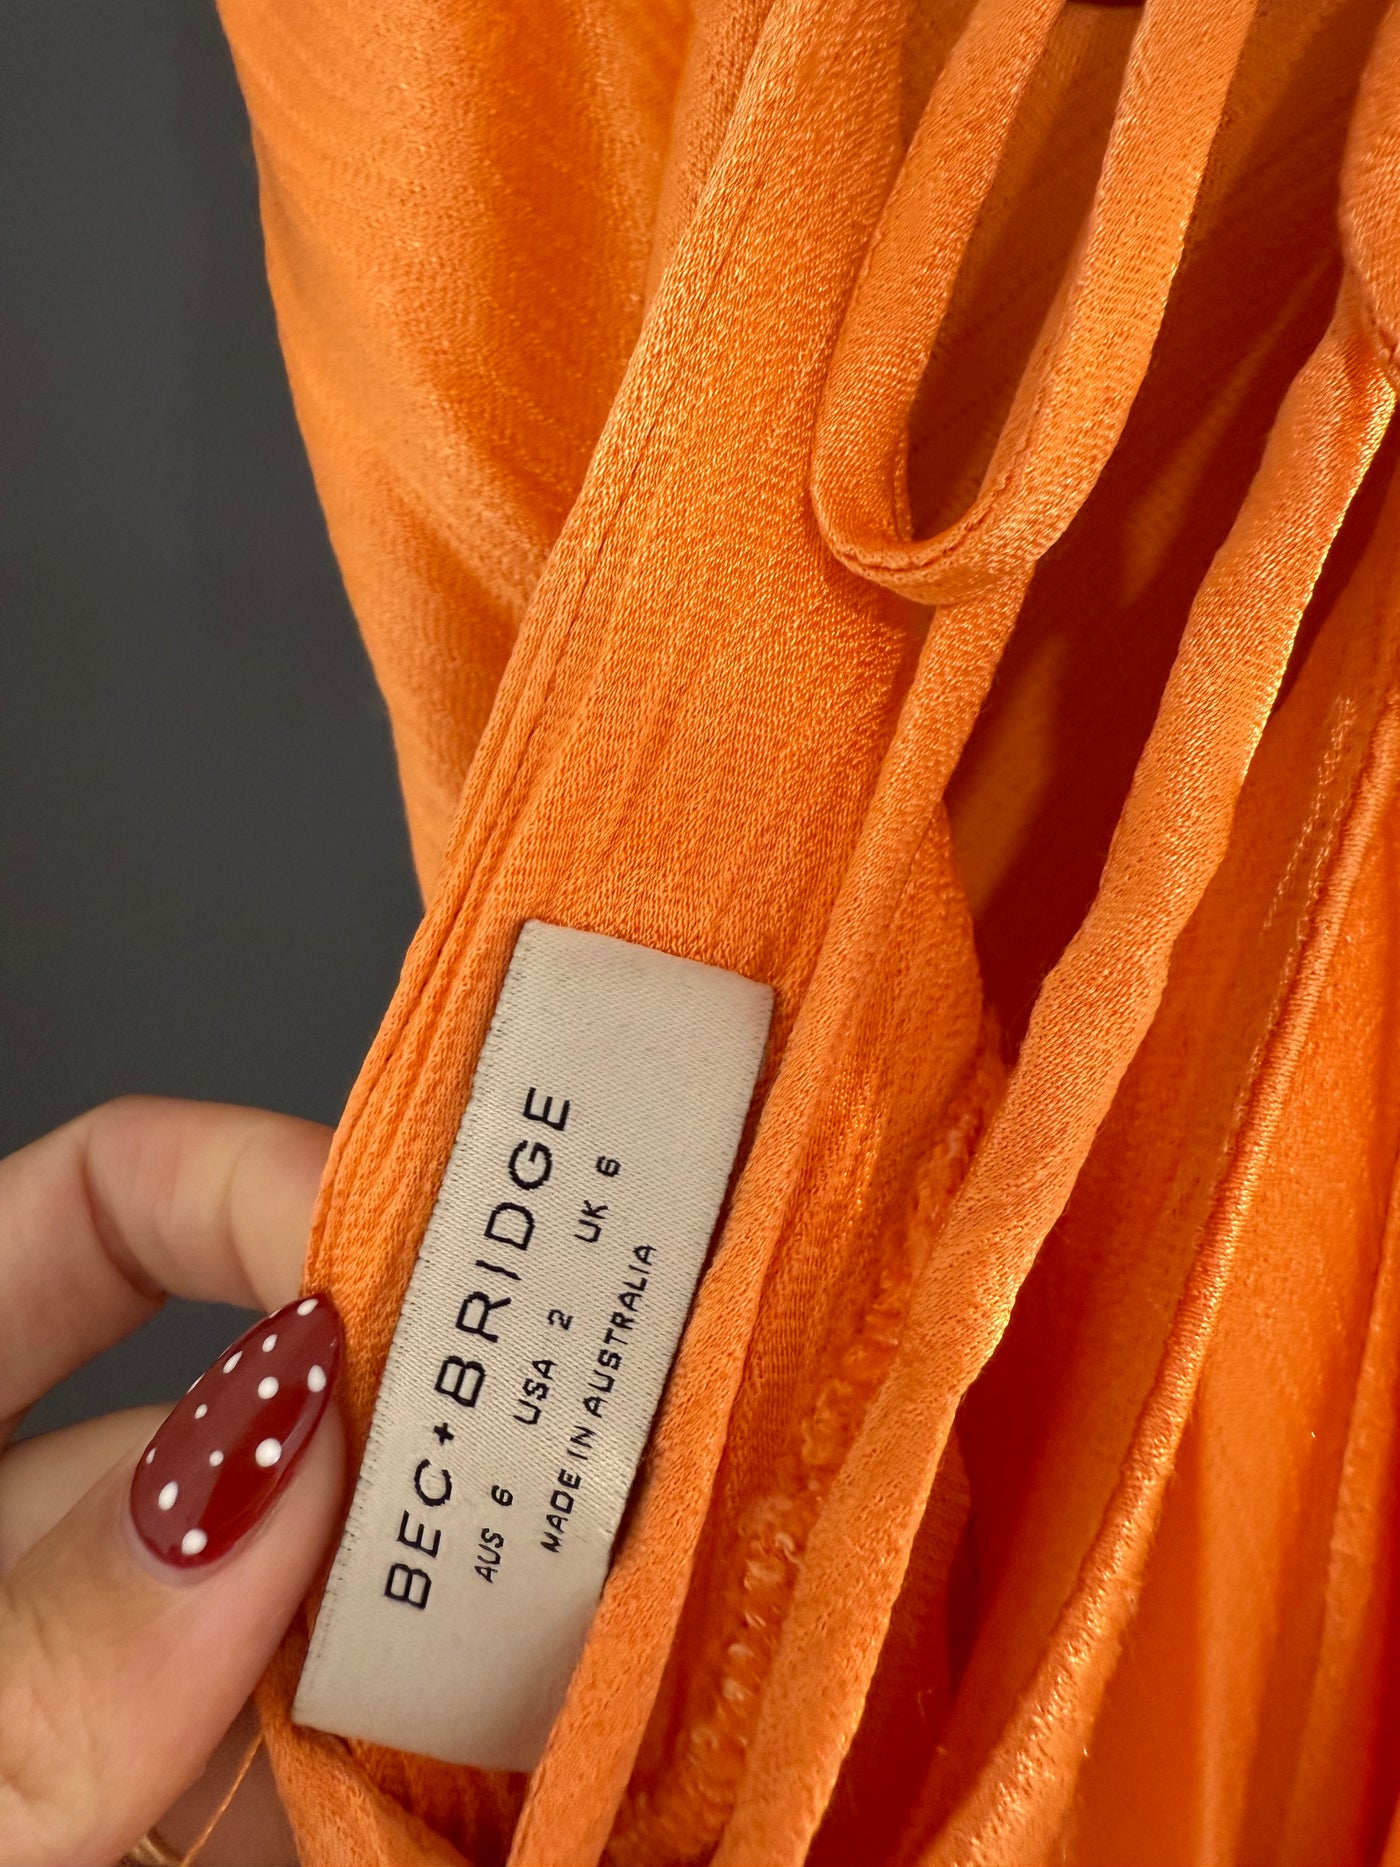 BEC+BRIDGE
AUS 6 USA 2 UK 6
MADE IN AUSTRALIA